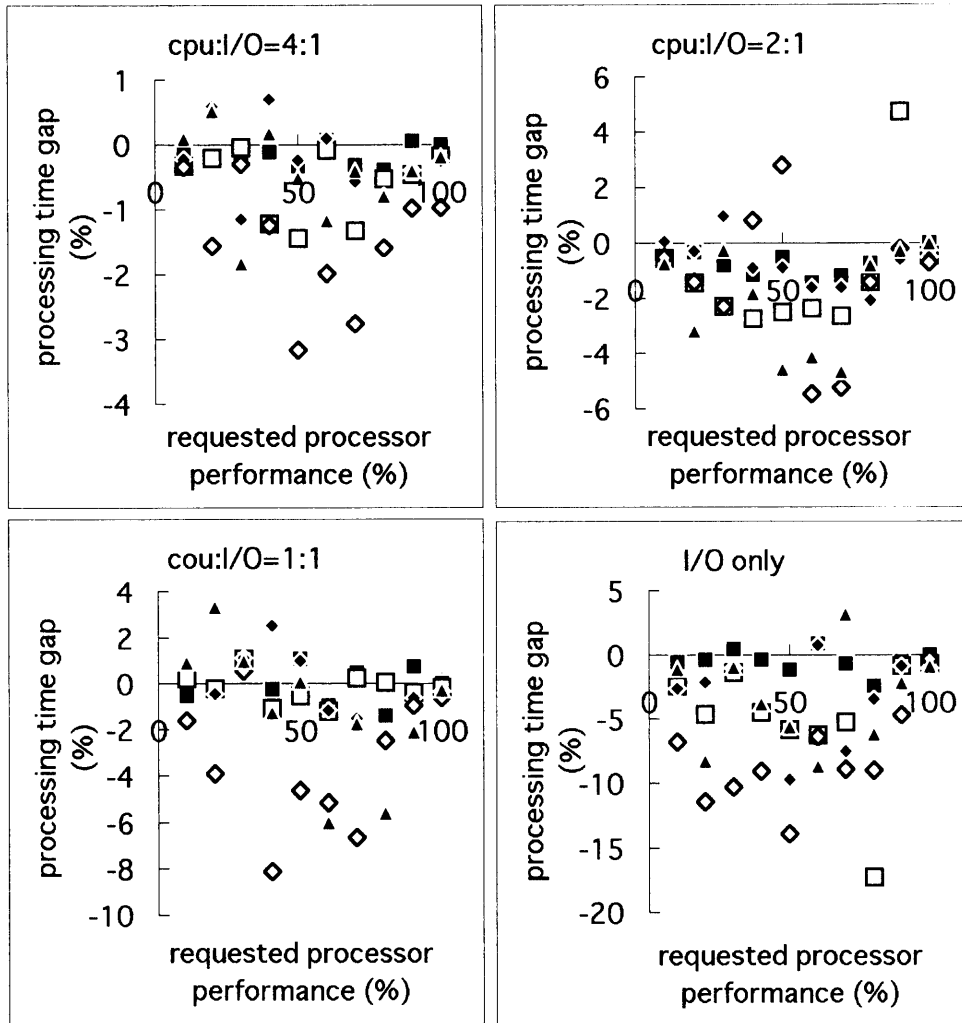 cpu:I/O=4:1
1
0
-1
-2
-3
-4
0
50
100
processing time gap
(%)
requested processor
performance (%)
cpu:I/O=2:1
6
4
2
0
-2
-4
-6
0
50
100
processing time gap
(%)
requested processor
performance (%)
cou:I/O=1:1
4
2
0
-2
-4
-6
-8
-10
0
50
100
processing time gap
(%)
requested processor
performance (%)
I/O only
5
0
-5
-10
-15
-20
0
50
100
processing time gap
(%)
requested processor
performance (%)